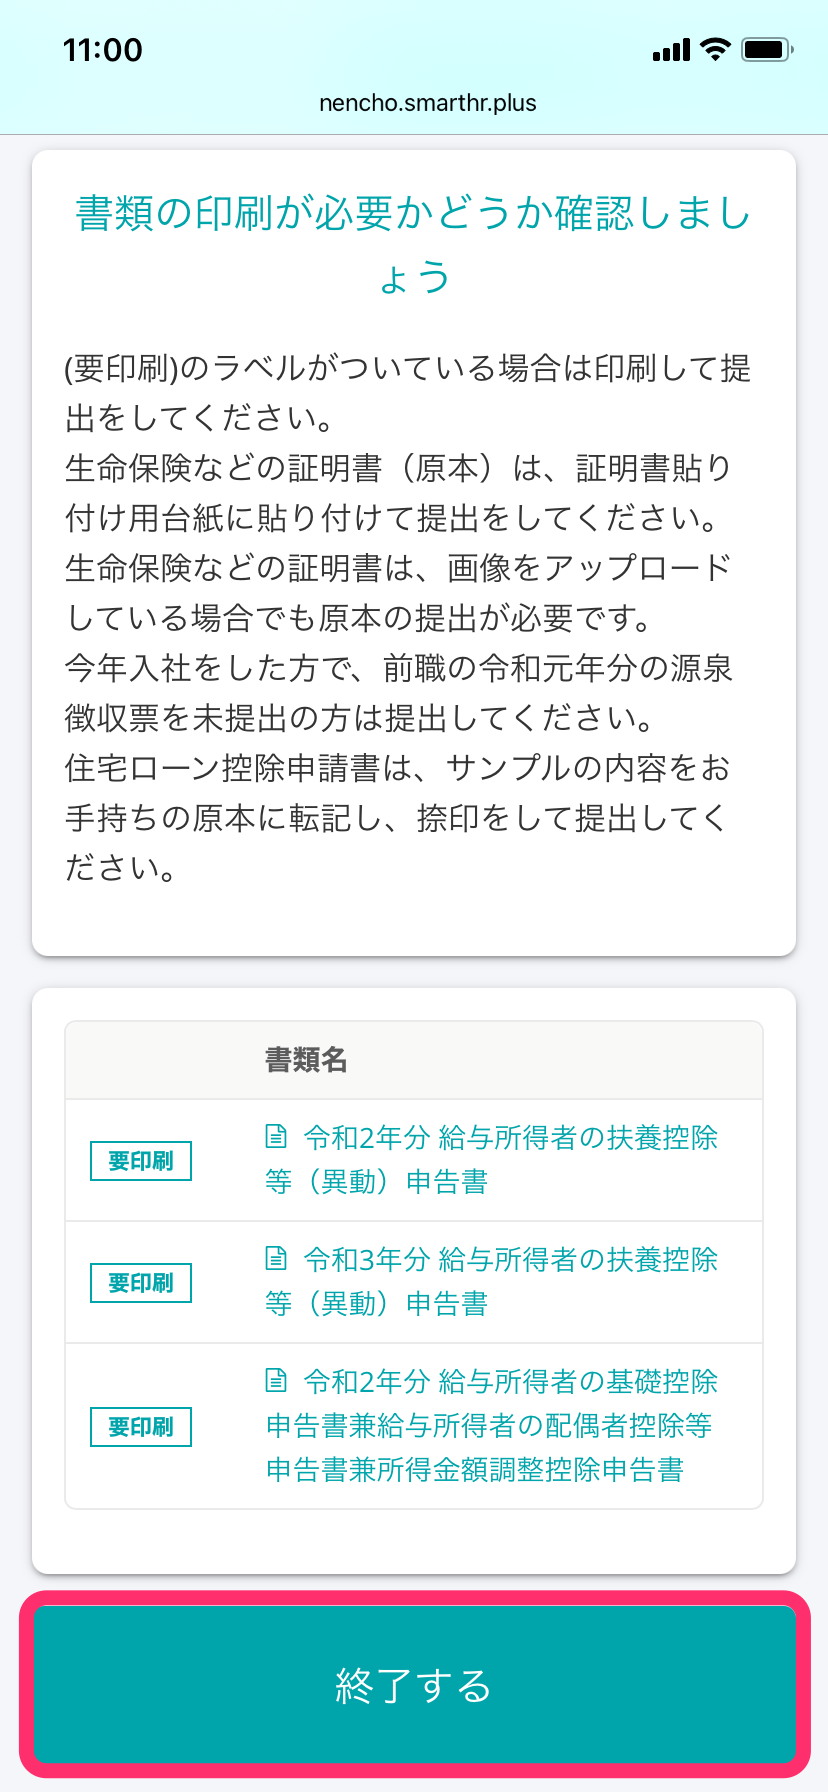 11:00
nencho.smarthr.plus
書類の印刷が必要かどうか確認しまし
ょう
(要印刷)のラベルがついている場合は印刷して提
出をしてください。
生命保険などの証明書（原本）は、証明書貼り
付け用台紙に貼り付けて提出をしてください。
生命保険などの証明書は、画像をアップロード
している場合でも原本の提出が必要です。
今年入社をした方で、前職の令和元年分の源泉
徴収票を未提出の方は提出してください。
住宅ローン控除申請書は、サンプルの内容をお
手持ちの原本に転記し、捺印をして提出してく
ださい。
書類名
要印刷
令和2年分 給与所得者の扶養控除
等（異動）申告書
要印刷
令和3年分 給与所得者の扶養控除
等（異動）申告書
要印刷
令和2年分 給与所得者の基礎控除
申告書兼給与所得者の配偶者控除等
申告書兼所得金額調整控除申告書
終了する